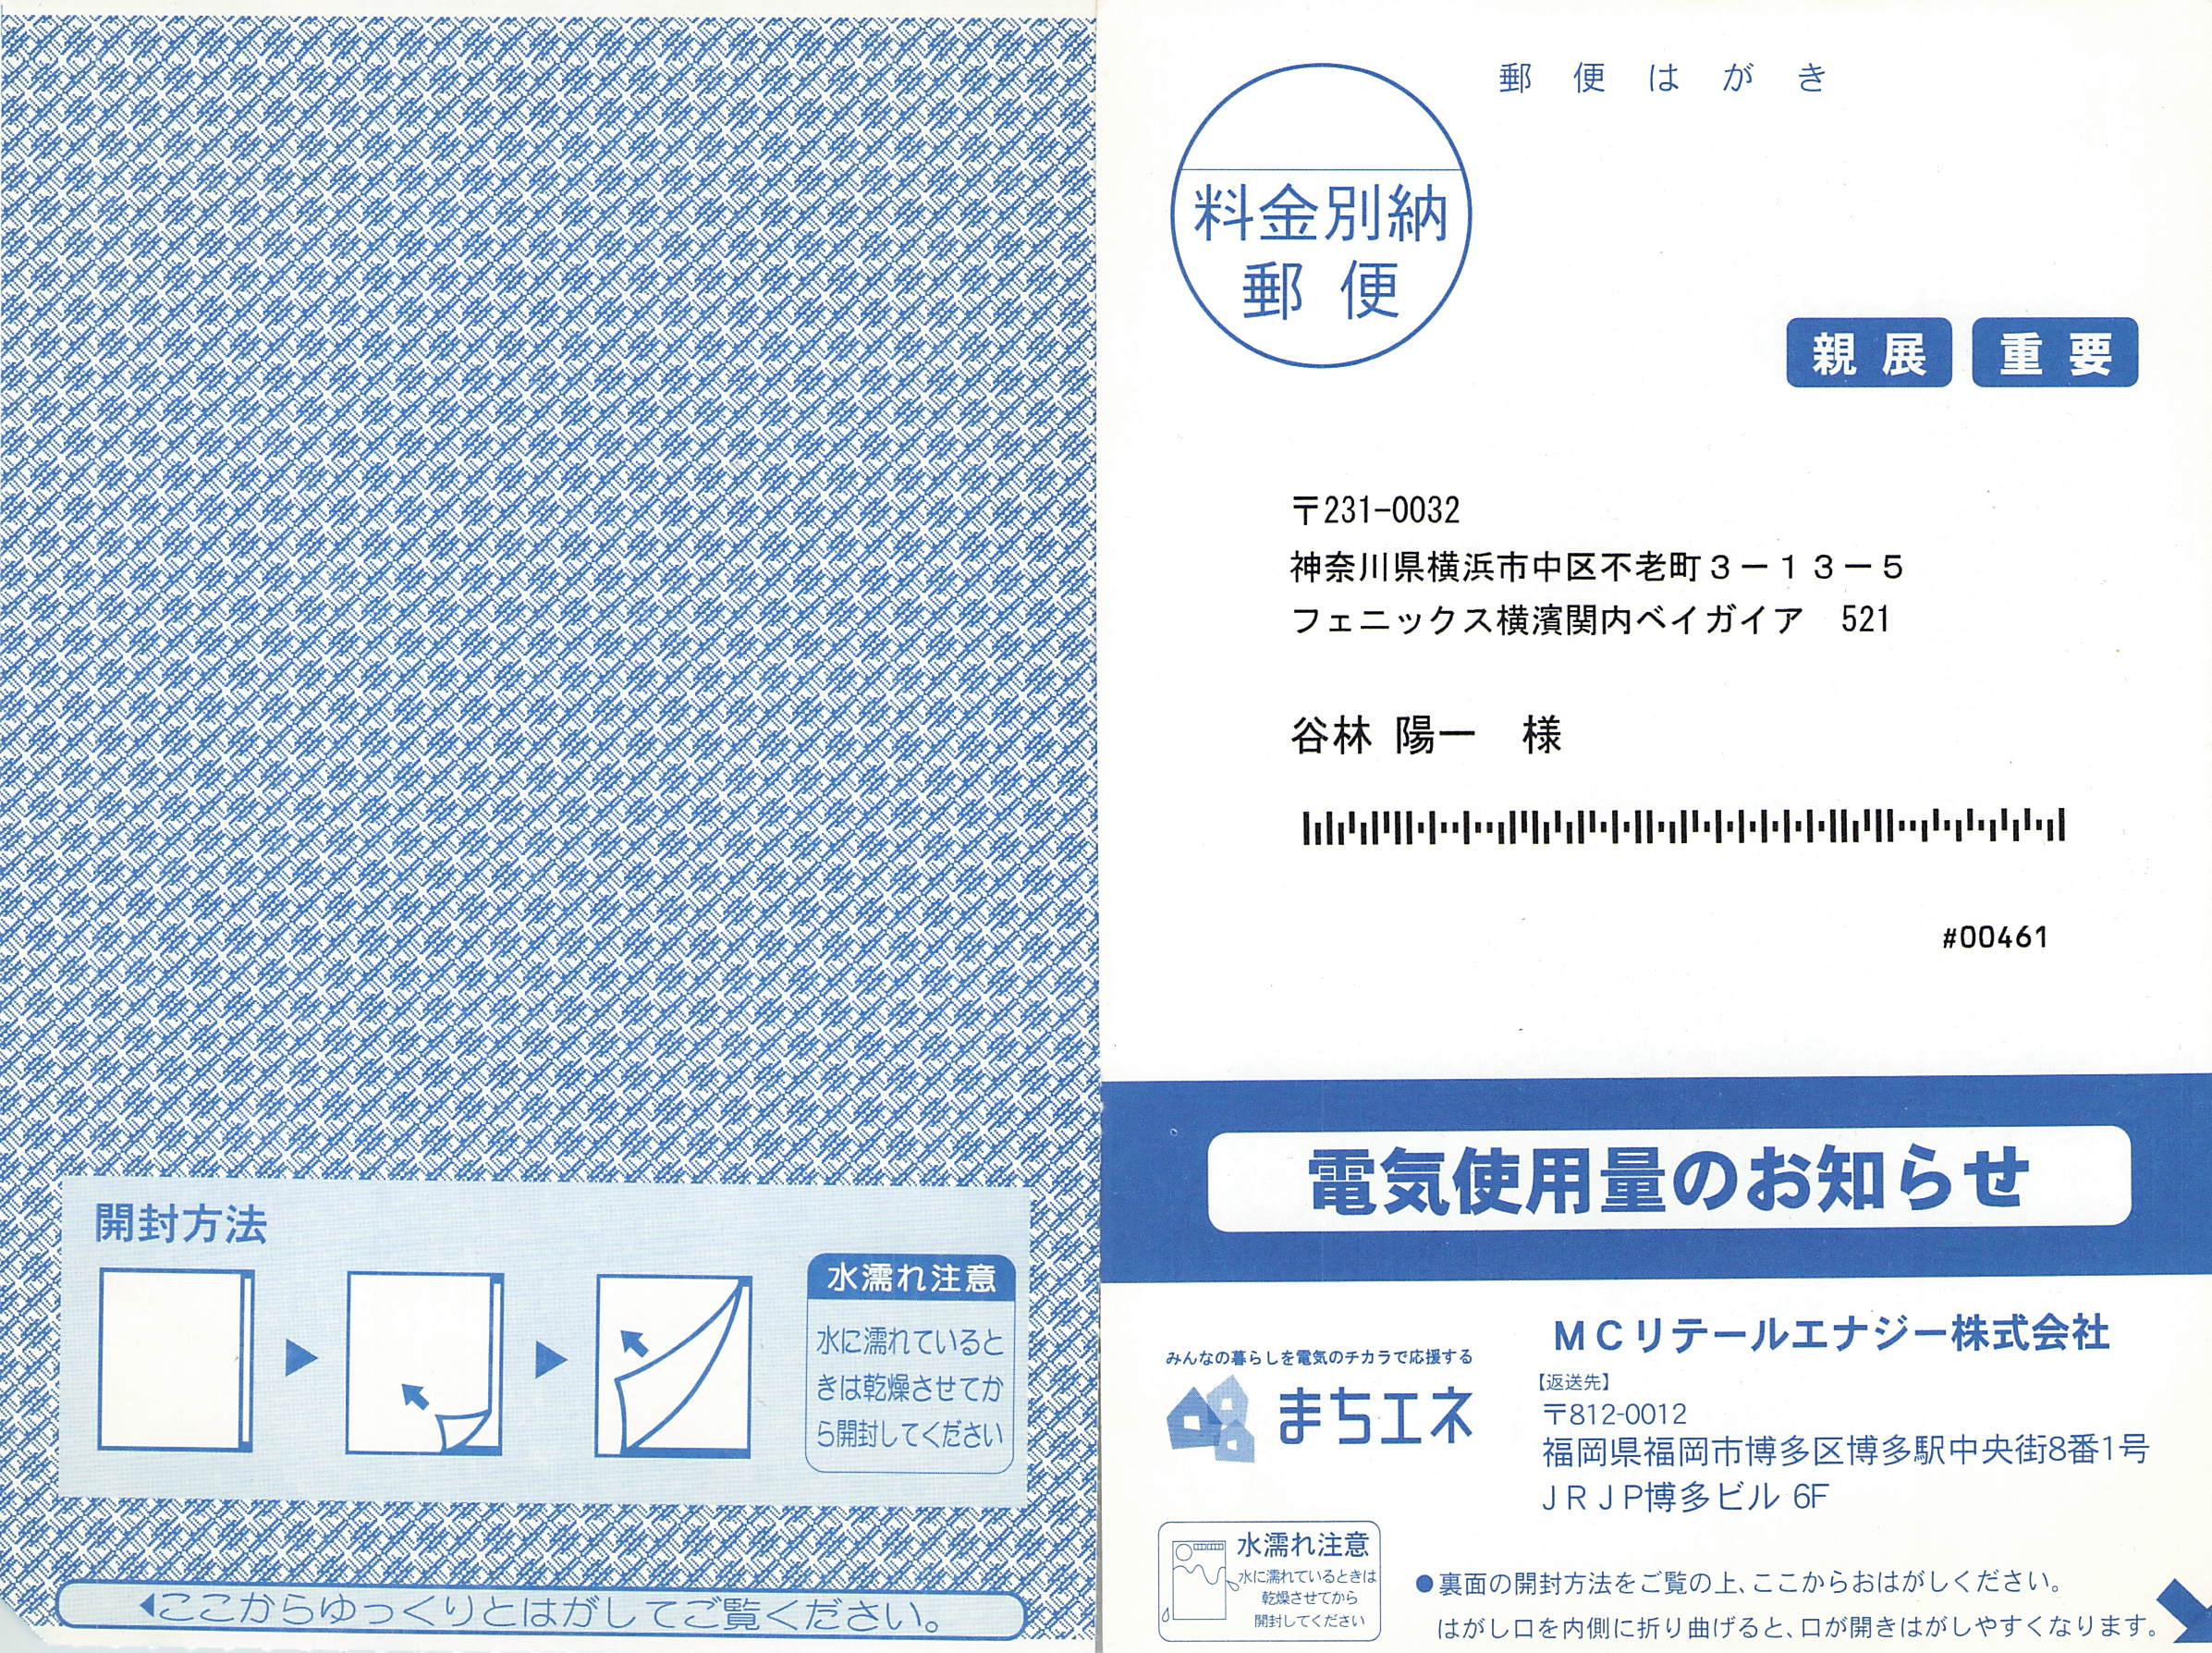 開封方法
水濡れ注意
水に濡れていると
きは乾燥させてか
ら開封してください
◀ここからゆっくりとはがしてご覧ください。
郵便はがき
料金別納
郵便
親展
重要
〒231-0032
神奈川県横浜市中区不老町3－13－5
フェニックス横濱関内ベイガイア　521
谷林 陽一　様
#00461
電気使用量のお知らせ
みんなの暮らしを電気のチカラで応援する
まちエネ
MCリテールエナジー株式会社
【返送先】
〒812-0012
福岡県福岡市博多区博多駅中央街8番1号
JRJP博多ビル 6F
水濡れ注意
水に濡れているときは
乾燥させてから
開封してください
●裏面の開封方法をご覧の上、ここからおはがしください。
はがし口を内側に折り曲げると、口が開きはがしやすくなります。